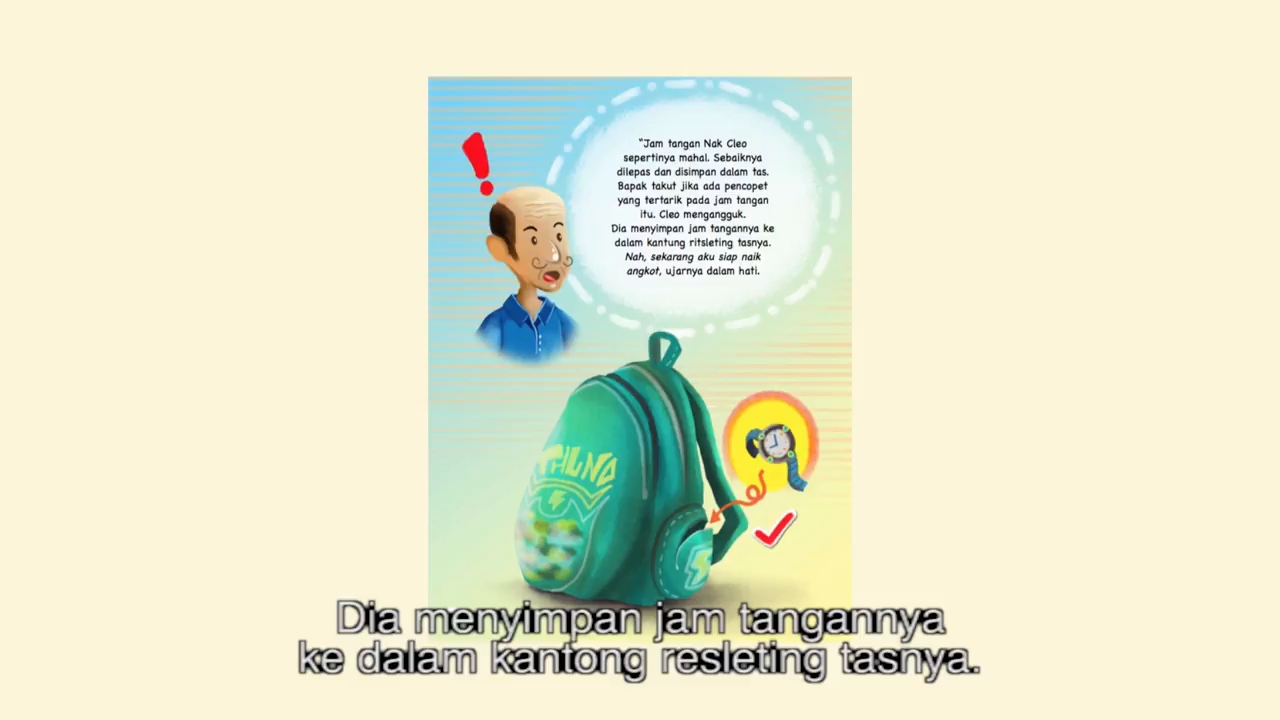 "Jam tangan Nak Cleo
sepertinya mahal. Sebaiknya
dilepas dan disimpan dalam tas.
Bapak takut jika ada pencopet
yang tertarik pada jam tangan
itu. Cleo mengangguk.
Dia menyimpan jam tangannya ke
dalam kantung ritsleting tasnya.
Nah, sekarang aku siap naik
angkot, ujarnya dalam hati.
Dia menyimpan jam tangannya
ke dalam kantong resleting tasnya.